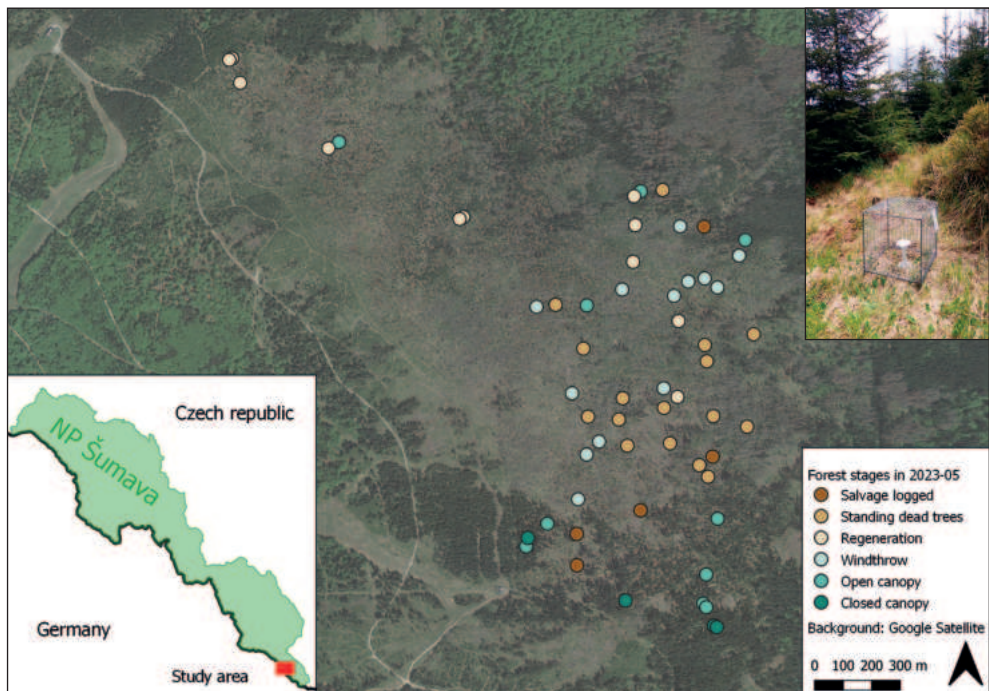 Czech republic
NP Šumava
Germany
Study area
Forest stages in 2023-05
Salvage logged
Standing dead trees
Regeneration
Windthrow
Open canopy
Closed canopy
Background: Google Satellite
0 100 200 300 m